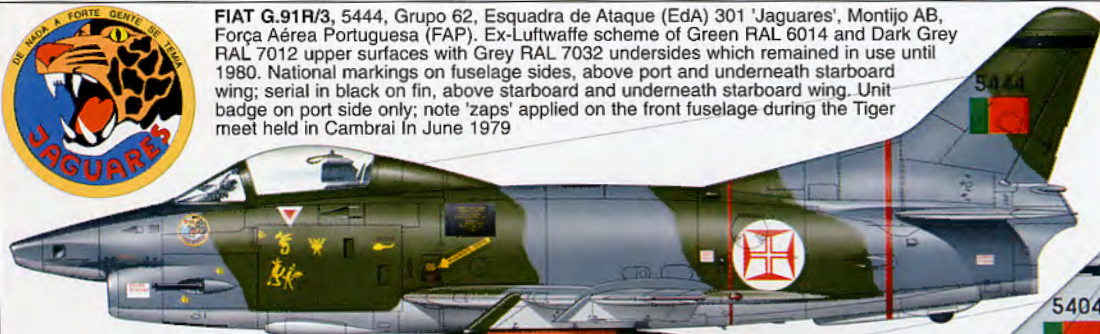 DE NADA A FORTE GENTE SE TEMIA
JAGUARES
FIAT G.91R/3, 5444, Grupo 62, Esquadra de Ataque (EdA) 301 'Jaguares', Montijo AB,
Força Aérea Portuguesa (FAP). Ex-Luftwaffe scheme of Green RAL 6014 and Dark Grey
RAL 7012 upper surfaces with Grey RAL 7032 undersides which remained in use until
1980. National markings on fuselage sides, above port and underneath starboard
wing; serial in black on fin, above starboard and underneath starboard wing. Unit
badge on port side only; note 'zaps' applied on the front fuselage during the Tiger
meet held in Cambrai In June 1979
5444
5404